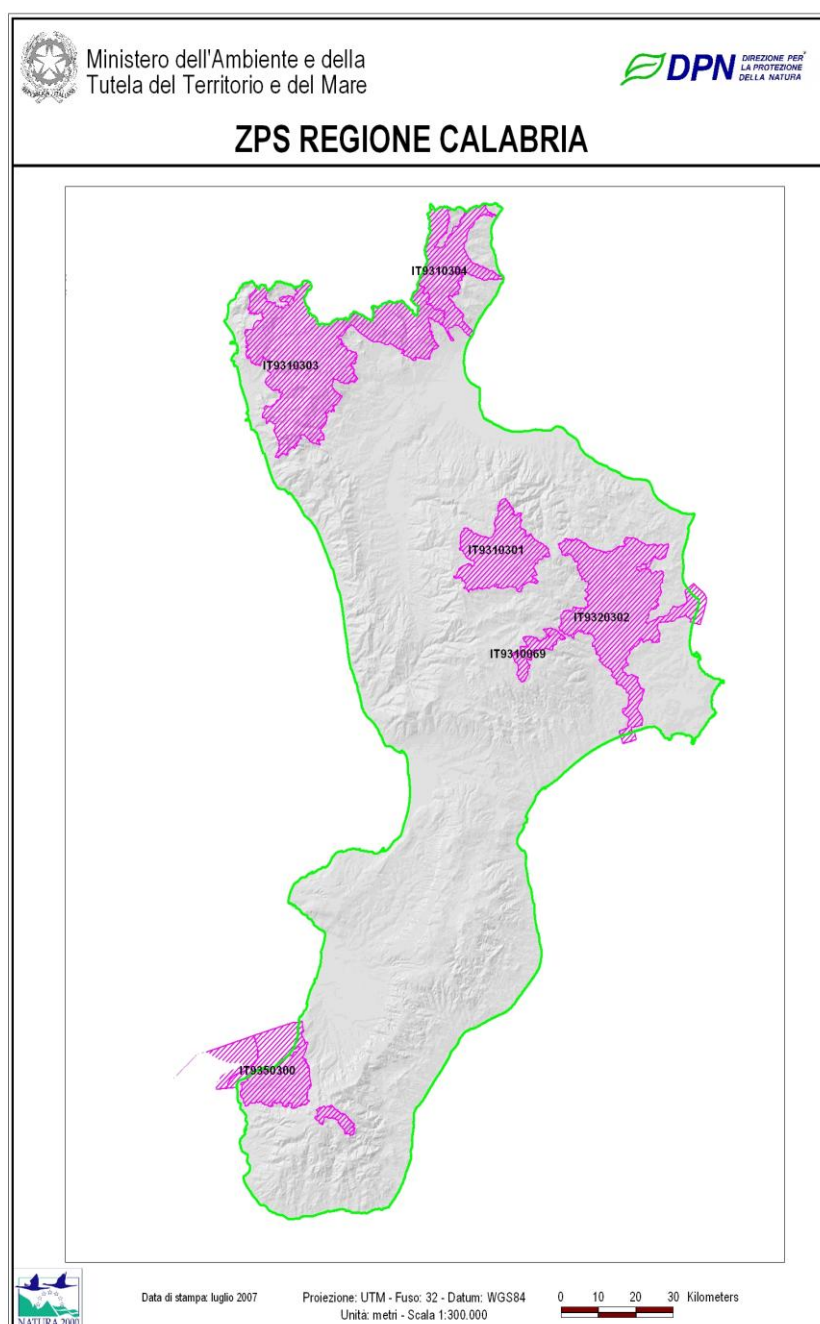 Ministero dell'Ambiente e della
Tutela del Territorio e del Mare
REPVBBLICA ITALIANA
DPN
DIREZIONE PER
LA PROTEZIONE
DELLA NATURA
ZPS REGIONE CALABRIA
IT9310304
IT9310303
IT9310301
IT9320302
IT9310069
IT9350300
NATURA 2000
Data di stampa: luglio 2007
Proiezione: UTM - Fuso: 32 - Datum: WGS84
Unità: metri - Scala 1:300.000
0 10 20 30 Kilometers